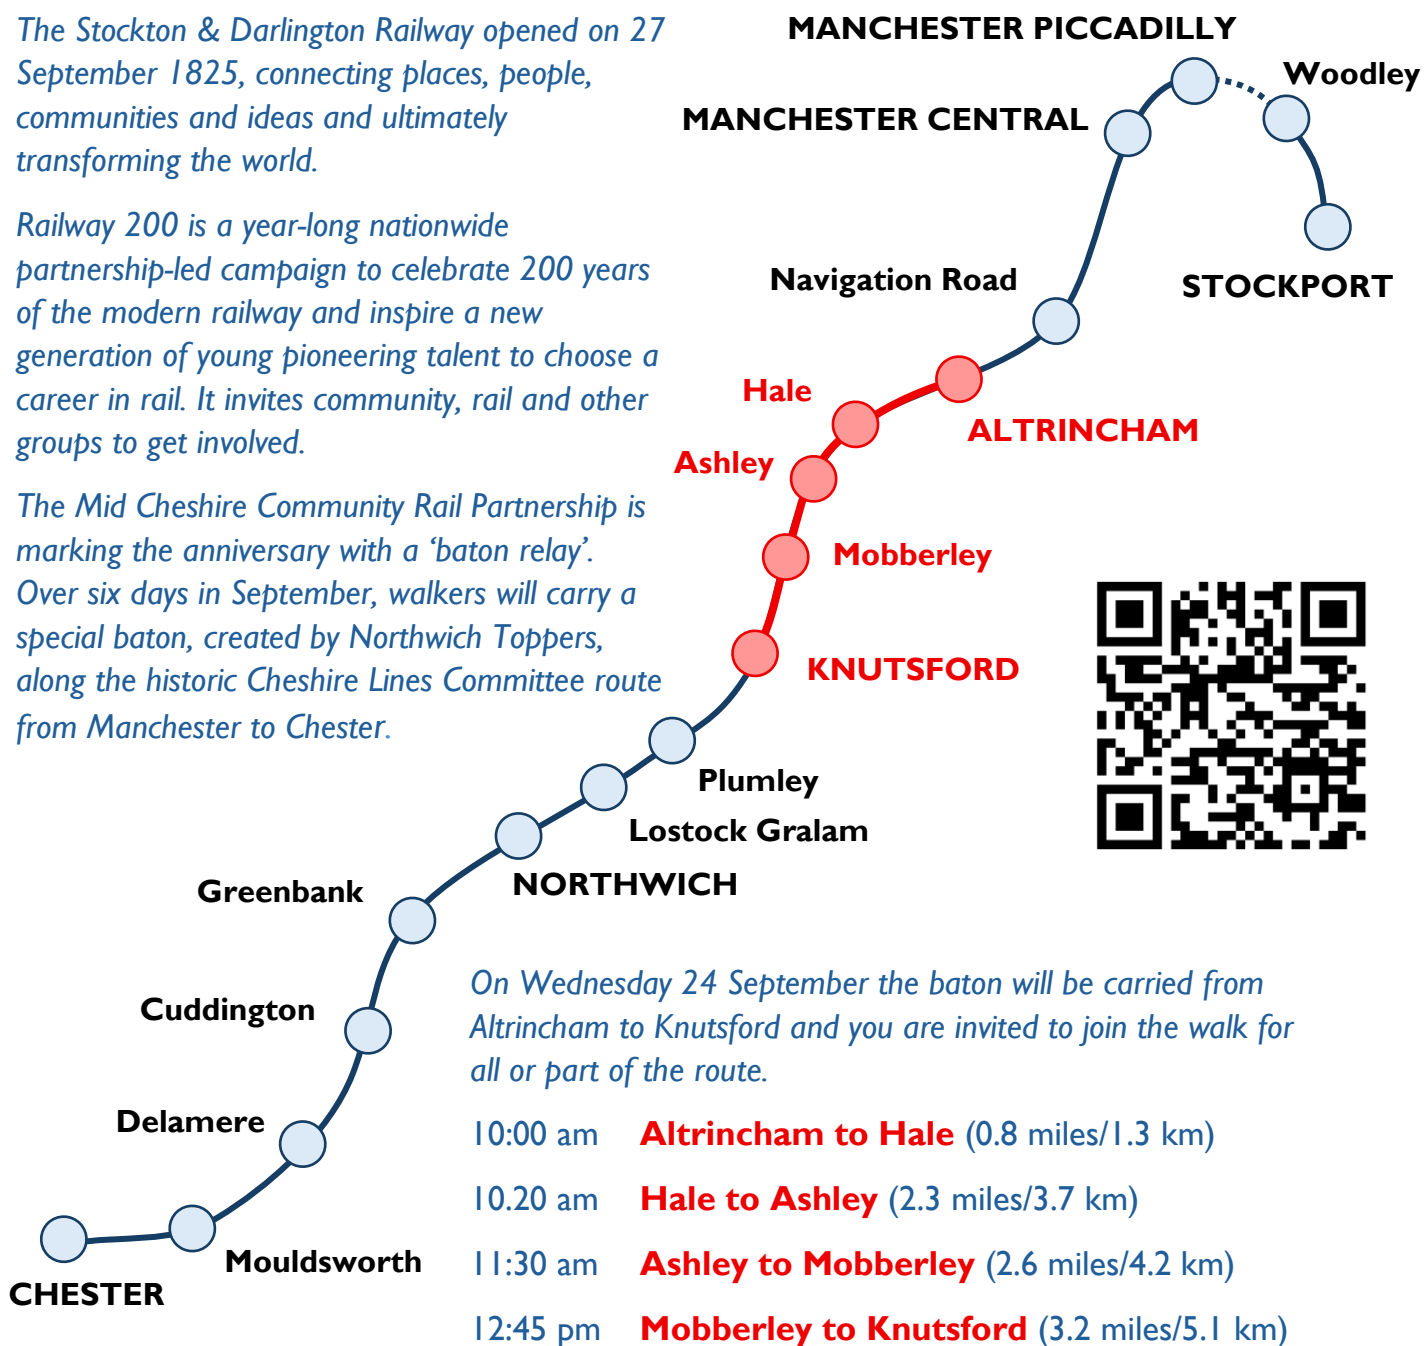 The Stockton & Darlington Railway opened on 27
September 1825, connecting places, people,
communities and ideas and ultimately
transforming the world.
Railway 200 is a year-long nationwide
partnership-led campaign to celebrate 200 years
of the modern railway and inspire a new
generation of young pioneering talent to choose a
career in rail. It invites community, rail and other
groups to get involved.
The Mid Cheshire Community Rail Partnership is
marking the anniversary with a ‘baton relay’.
Over six days in September, walkers will carry a
special baton, created by Northwich Toppers,
along the historic Cheshire Lines Committee route
from Manchester to Chester.
MANCHESTER PICCADILLY
Woodley
MANCHESTER CENTRAL
STOCKPORT
Navigation Road
Hale
ALTRINCHAM
Ashley
Mobberley
KNUTSFORD
Plumley
Lostock Gralam
NORTHWICH
Greenbank
Cuddington
Delamere
Mouldsworth
CHESTER
On Wednesday 24 September the baton will be carried from
Altrincham to Knutsford and you are invited to join the walk for
all or part of the route.
10:00 am Altrincham to Hale (0.8 miles/1.3 km)
10.20 am Hale to Ashley (2.3 miles/3.7 km)
11:30 am Ashley to Mobberley (2.6 miles/4.2 km)
12:45 pm Mobberley to Knutsford (3.2 miles/5.1 km)